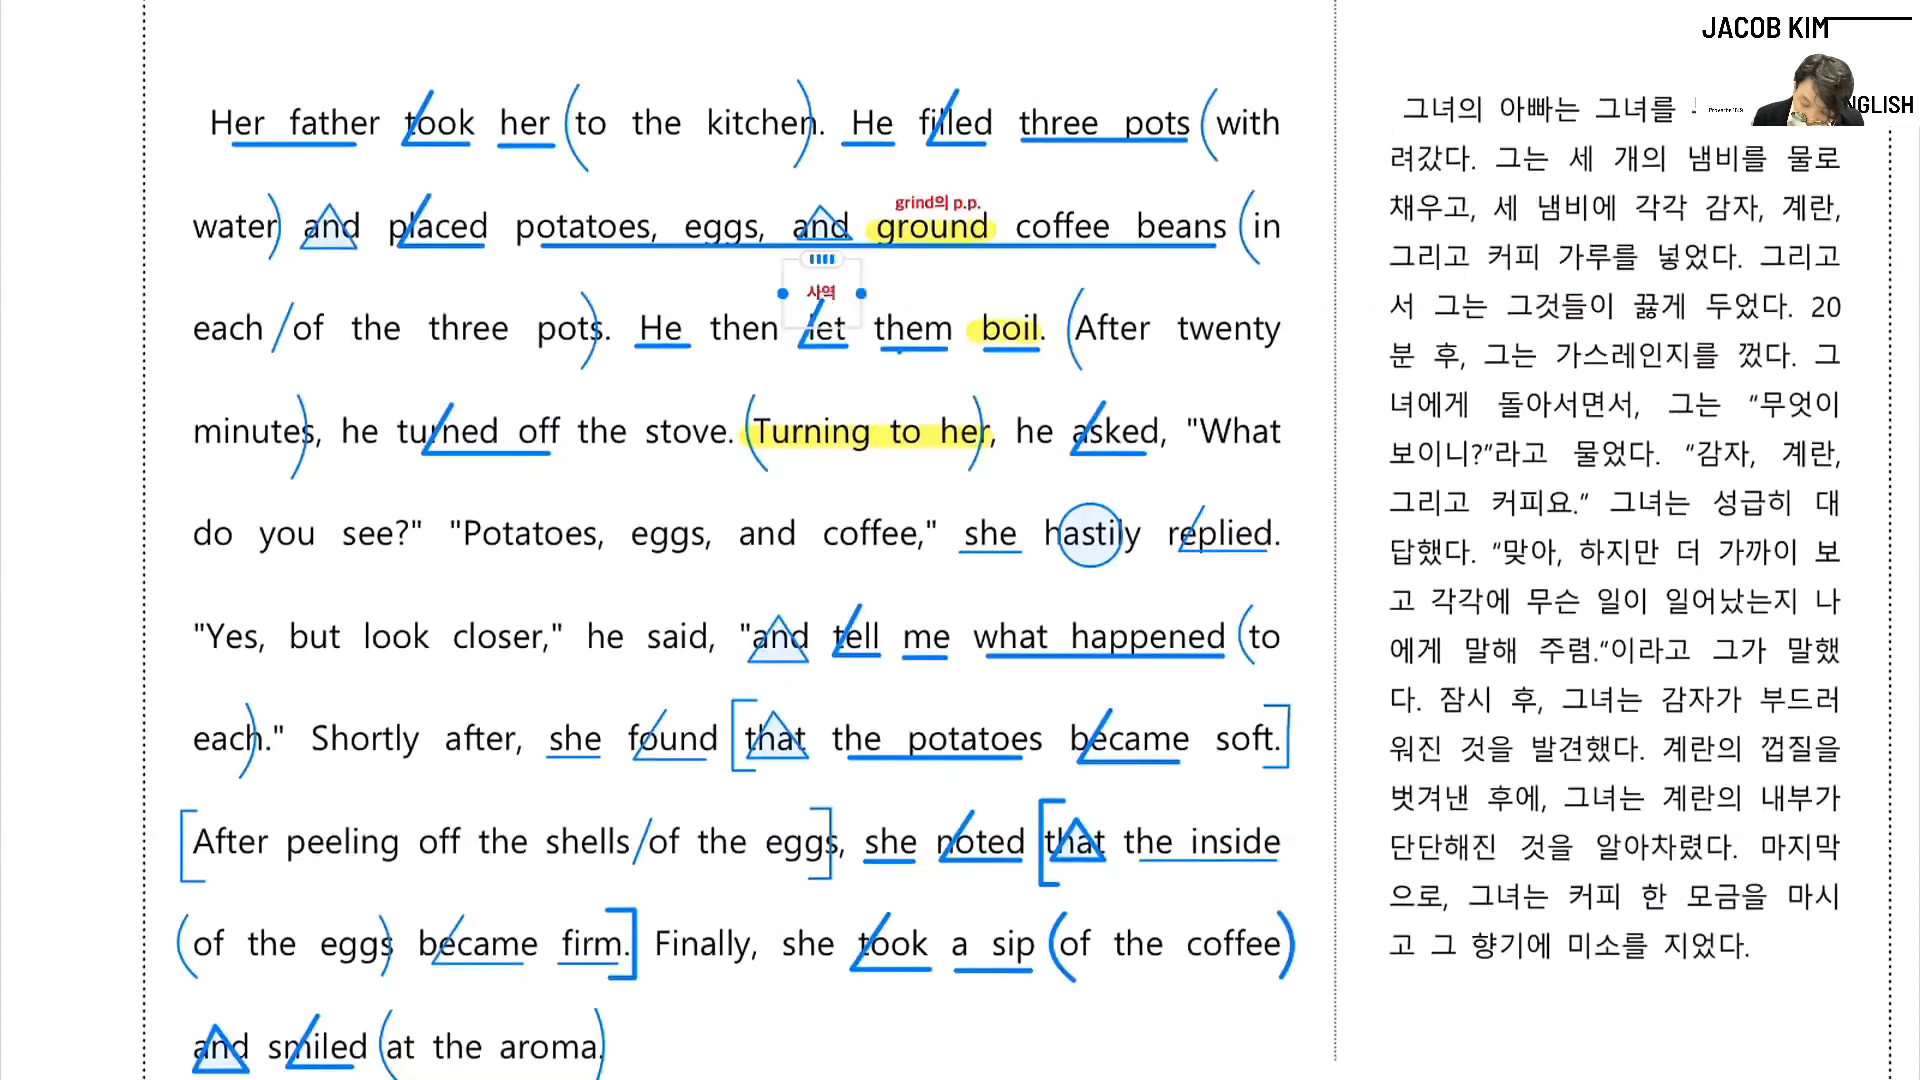 JACOB KIM
Proverbs 16:9
NGLISH
Her father took her to the kitchen. He filled three pots with
grind의 p.p.
water and placed potatoes, eggs, and ground coffee beans in
사역
each of the three pots. He then let them boil. After twenty
minutes, he turned off the stove. Turning to her, he asked, "What
do you see?" "Potatoes, eggs, and coffee," she hastily replied.
"Yes, but look closer," he said, "and tell me what happened to
each." Shortly after, she found that the potatoes became soft.
After peeling off the shells of the eggs, she noted that the inside
of the eggs became firm. Finally, she took a sip of the coffee
and smiled at the aroma.
그녀의 아빠는 그녀를
려갔다. 그는 세 개의 냄비를 물로
채우고, 세 냄비에 각각 감자, 계란,
그리고 커피 가루를 넣었다. 그리고
서 그는 그것들이 끓게 두었다. 20
분 후, 그는 가스레인지를 껐다. 그
녀에게 돌아서면서, 그는 “무엇이
보이니?”라고 물었다. “감자, 계란,
그리고 커피요.” 그녀는 성급히 대
답했다. “맞아, 하지만 더 가까이 보
고 각각에 무슨 일이 일어났는지 나
에게 말해 주렴.”이라고 그가 말했
다. 잠시 후, 그녀는 감자가 부드러
워진 것을 발견했다. 계란의 껍질을
벗겨낸 후에, 그녀는 계란의 내부가
단단해진 것을 알아차렸다. 마지막
으로, 그녀는 커피 한 모금을 마시
고 그 향기에 미소를 지었다.